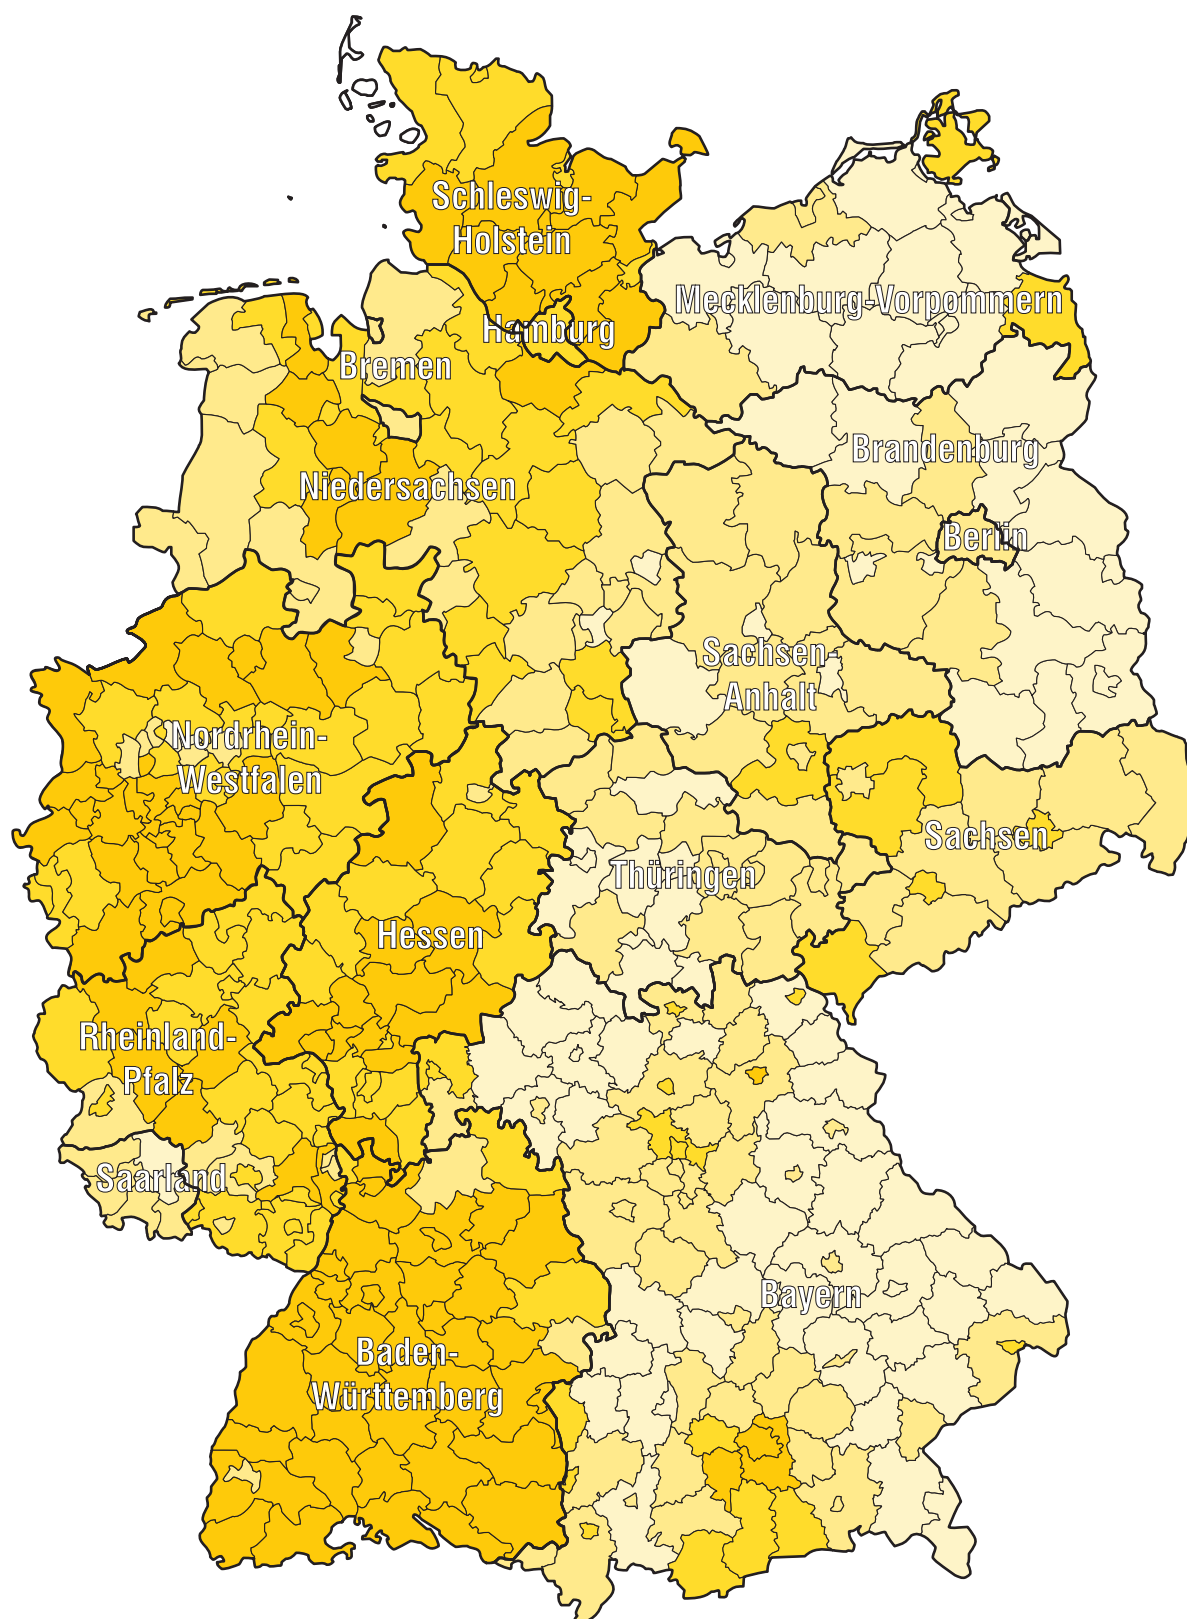 Schleswig-
Holstein
Mecklenburg-Vorpommern
Hamburg
Bremen
Brandenburg
Niedersachsen
Berlin
Sachsen-
Anhalt
Nordrhein-
Westfalen
Sachsen
Thüringen
Hessen
Rheinland-
Pfalz
Saarland
Bayern
Baden-
Württemberg